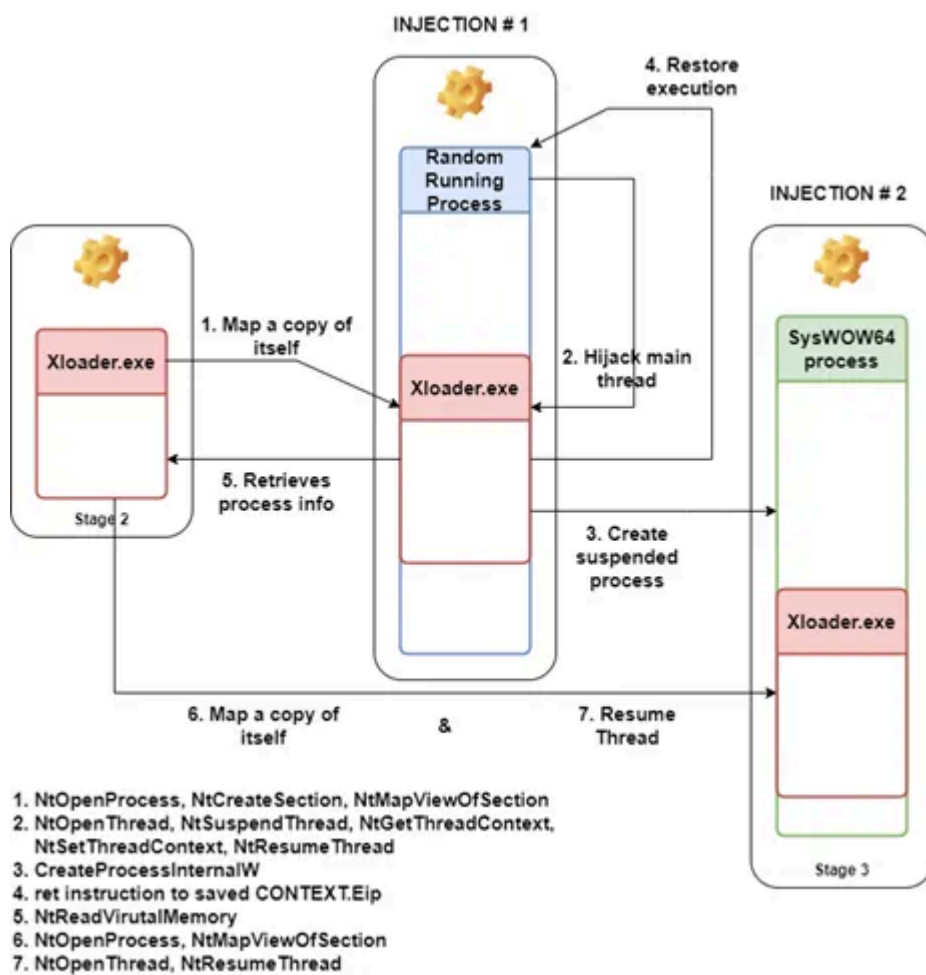 INJECTION # 1
4. Restore
execution
Random
Running
Process
INJECTION # 2
1. Map a copy of
itself
Xloader.exe
SysWOW64
process
2. Hijack main
thread
Xloader.exe
5. Retrieves
process info
Stage 2
3. Create
suspended
process
Xloader.exe
6. Map a copy of
itself
&
7. Resume
Thread
Stage 3
1. NtOpenProcess, NtCreateSection, NtMapViewOfSection
2. NtOpenThread, NtSuspendThread, NtGetThreadContext,
NtSetThreadContext, NtResumeThread
3. CreateProcessInternalW
4. ret instruction to saved CONTEXT.Eip
5. NtReadVirutalMemory
6. NtOpenProcess, NtMapViewOfSection
7. NtOpenThread, NtResumeThread